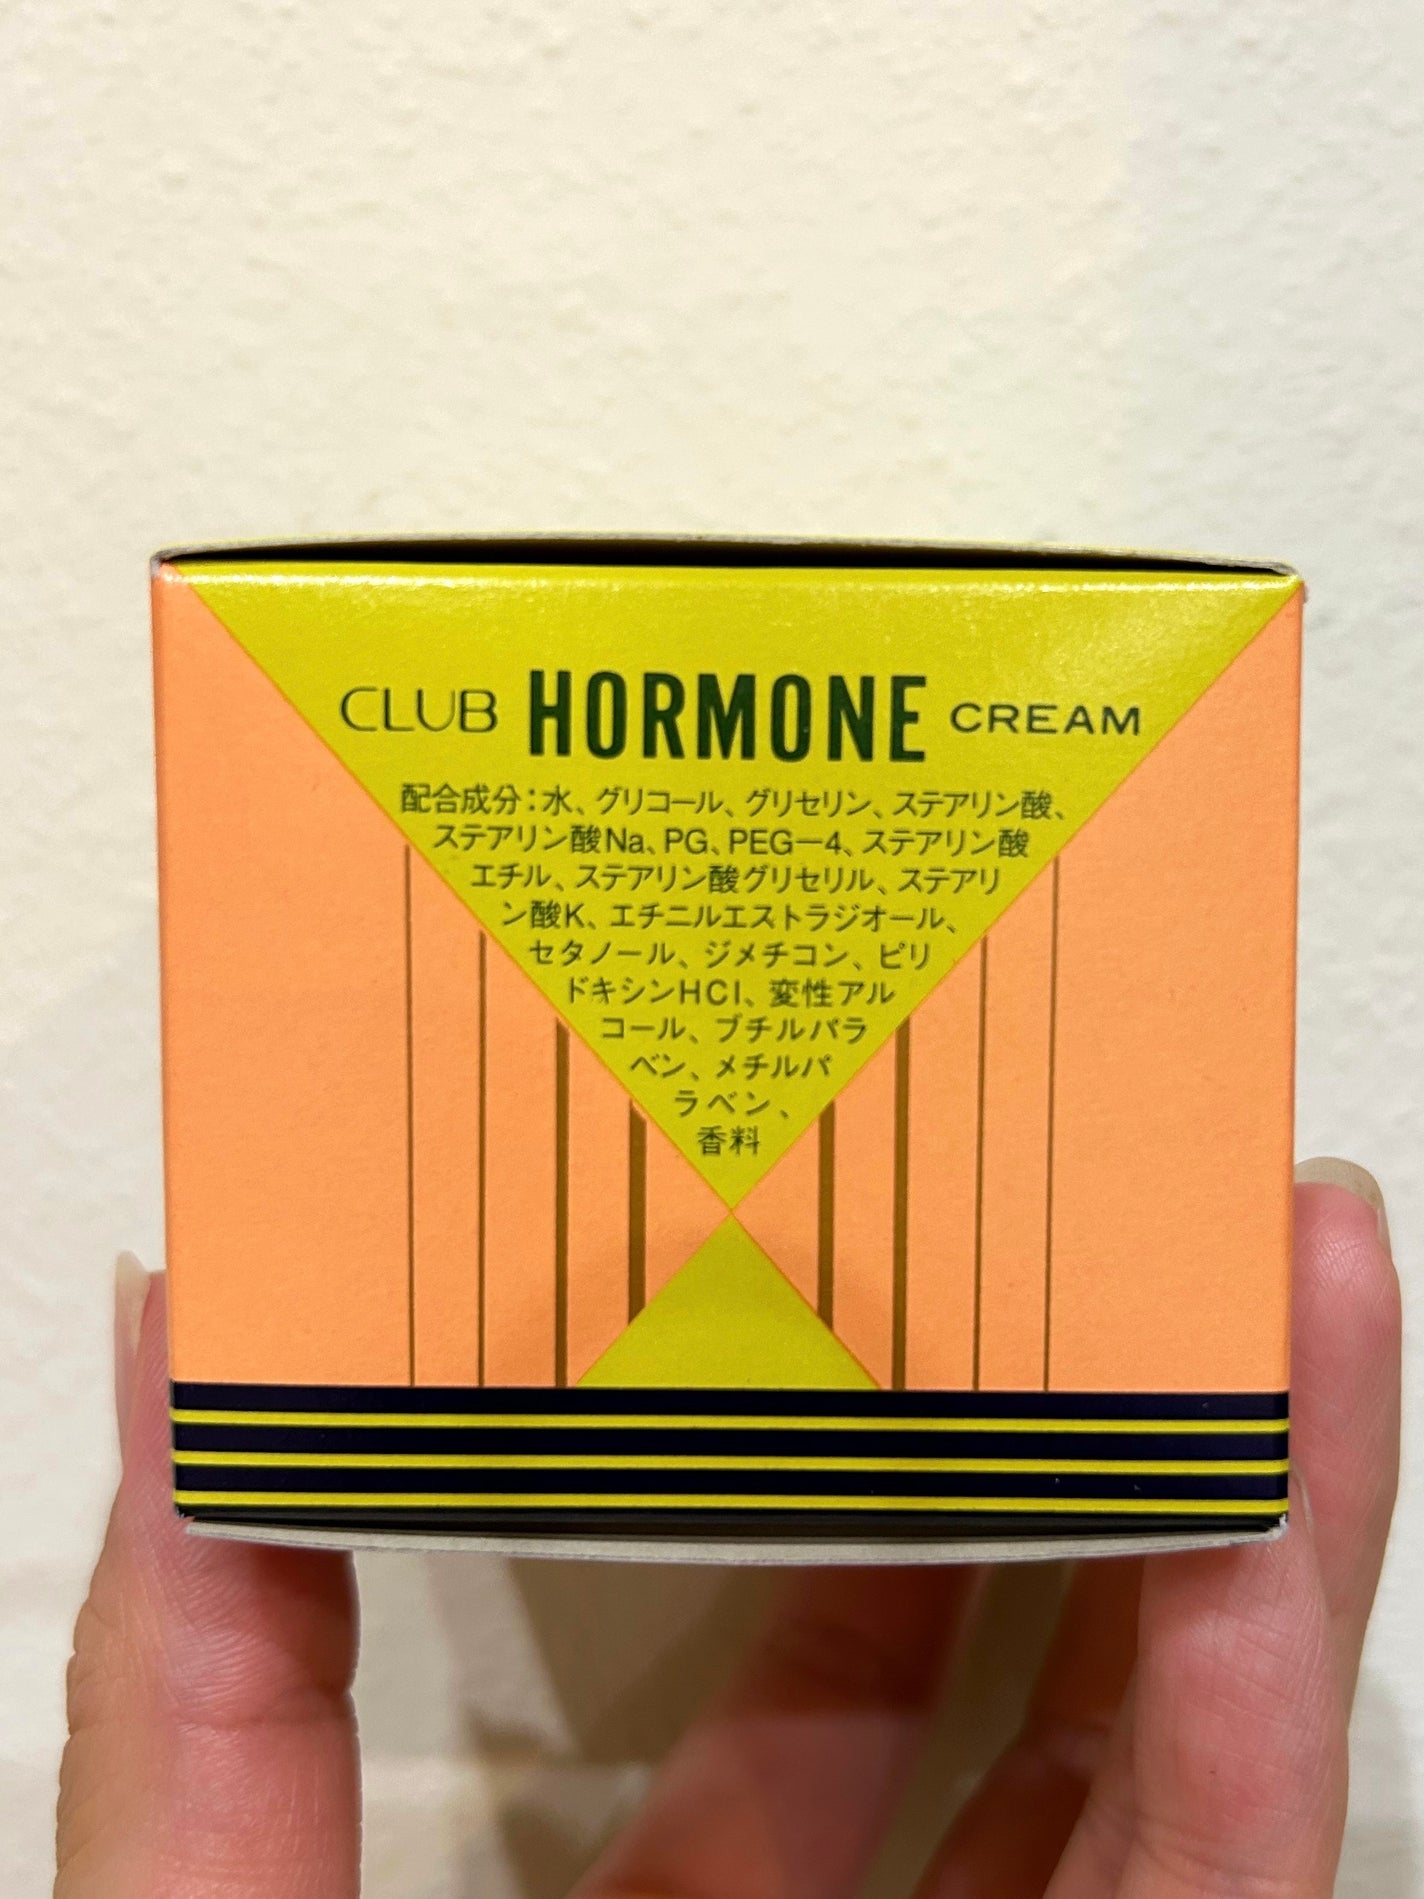 CLUB HORMONE CREAM
配合成分：水、グリコール、グリセリン、ステアリン酸、
ステアリン酸Na、PG、PEG－4、ステアリン酸
エチル、ステアリン酸グリセリル、ステアリ
ン酸K、エチニルエストラジオール、
セタノール、ジメチコン、ピリ
ドキシンHCl、変性アル
コール、ブチルパラ
ベン、メチルパ
ラベン、
香料